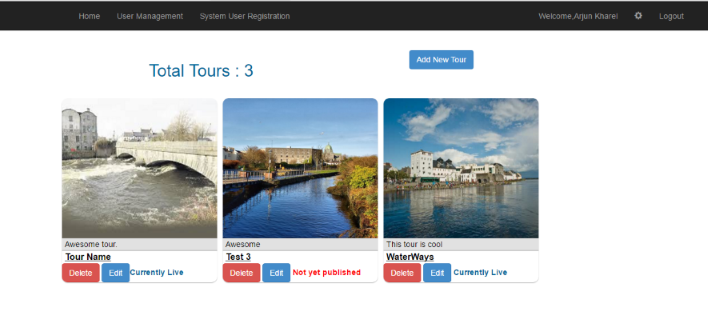 Home User Management System User Registration Welcome,Arjun Kharel Logout
Total Tours : 3
Add New Tour
Awesome tour.
Tour Name
Delete Edit Currently Live
Awesome
Test 3
Delete Edit Not yet published
This tour is cool
WaterWays
Delete Edit Currently Live